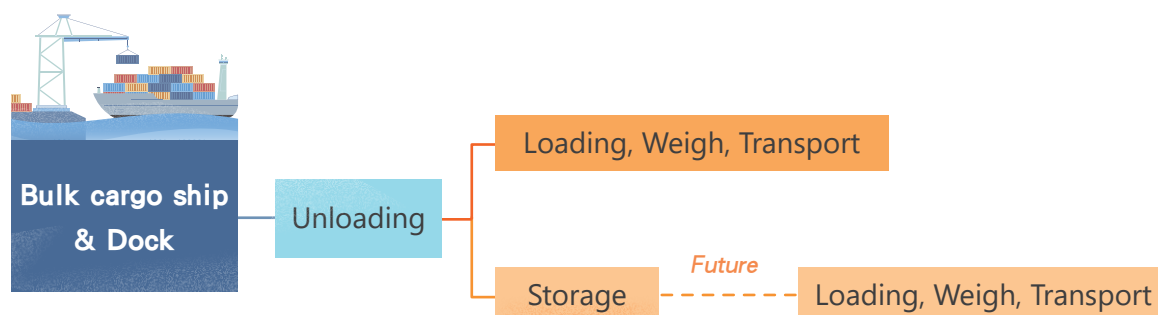 Bulk cargo ship
& Dock
Unloading
Loading, Weigh, Transport
Storage
Future
Loading, Weigh, Transport